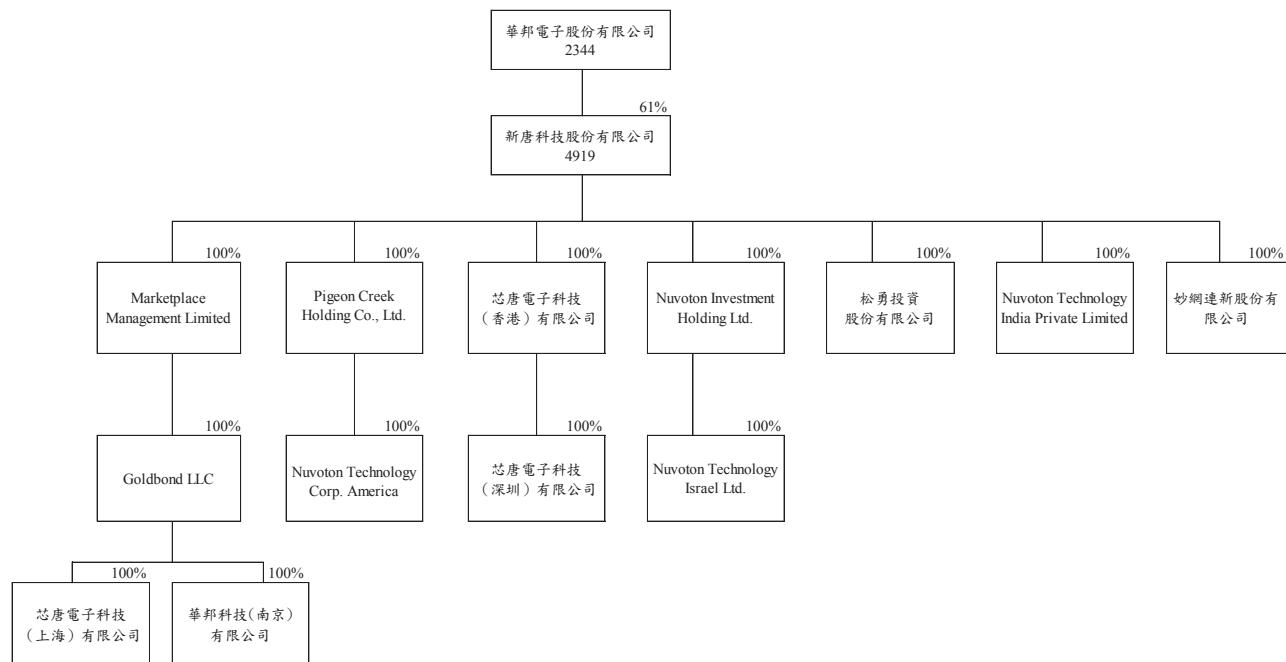 華邦電子股份有限公司
2344
61%
新唐科技股份有限公司
4919
100%
100%
100%
100%
100%
100%
100%
Marketplace
Management Limited
Pigeon Creek
Holding Co., Ltd.
芯唐電子科技
（香港）有限公司
Nuvoton Investment
Holding Ltd.
松勇投資
股份有限公司
Nuvoton Technology
India Private Limited
妙網連新股份有
限公司
100%
100%
100%
100%
Goldbond LLC
Nuvoton Technology
Corp. America
芯唐電子科技
（深圳）有限公司
Nuvoton Technology
Israel Ltd.
100%
100%
芯唐電子科技
（上海）有限公司
華邦科技(南京)
有限公司